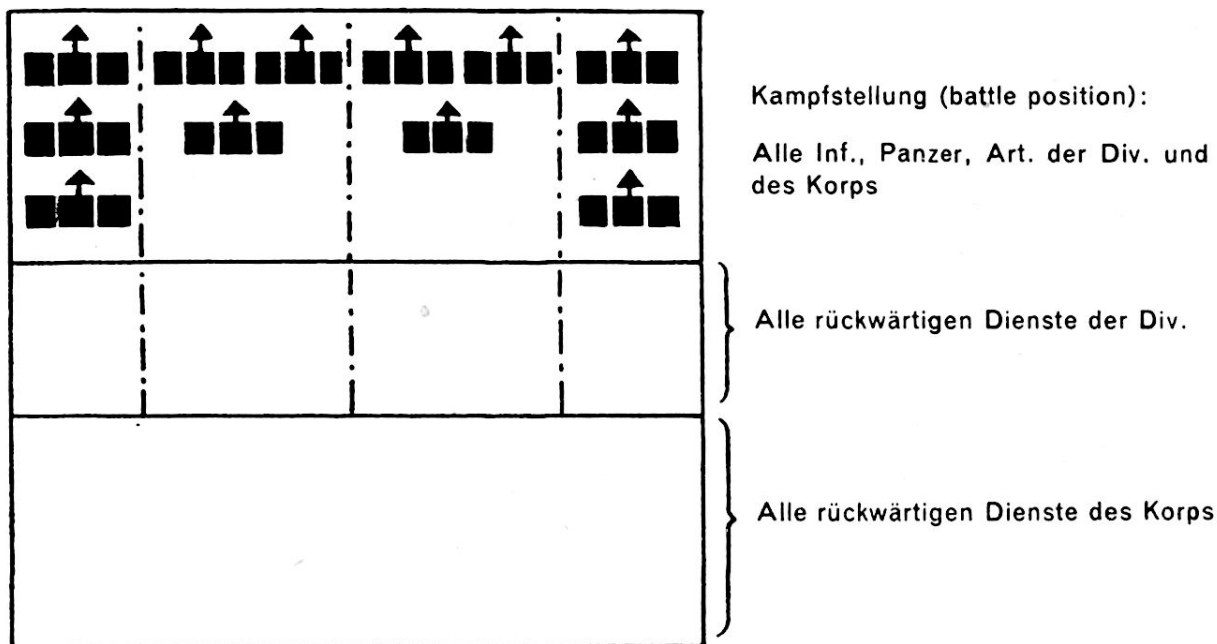 Kampfstellung (battle position):
Alle Inf., Panzer, Art. der Div. und
des Korps
Alle rückwärtigen Dienste der Div.
Alle rückwärtigen Dienste des Korps